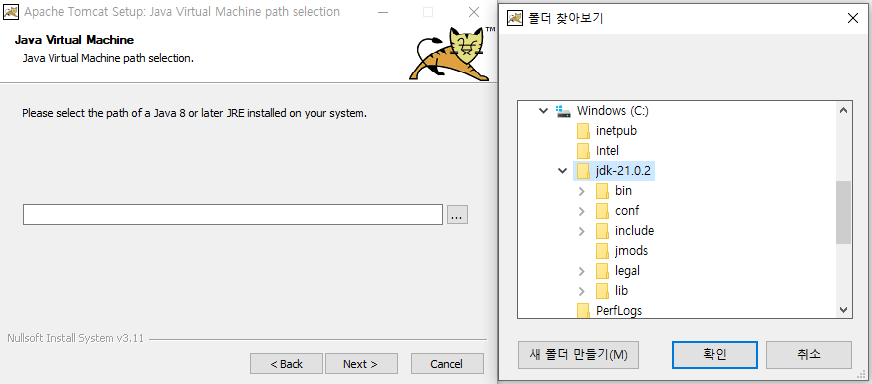 Apache Tomcat Setup: Java Virtual Machine path selection
Java Virtual Machine
Java Virtual Machine path selection.
TM
Please select the path of a Java 8 or later JRE installed on your system.
...
Nullsoft Install System v3.11
< Back
Next >
Cancel
폴더 찾아보기
Windows (C:)
inetpub
Intel
jdk-21.0.2
bin
conf
include
jmods
legal
lib
PerfLogs
새 폴더 만들기(M)
확인
취소